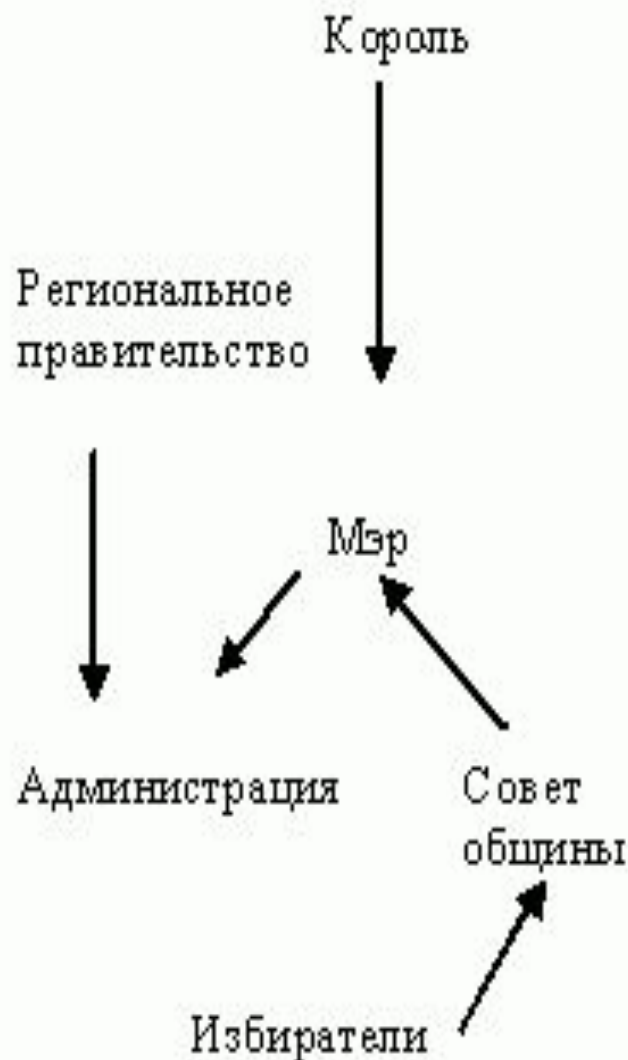 Король
Региональное
правительство
Мэр
Администрация
Совет
общины
Избиратели